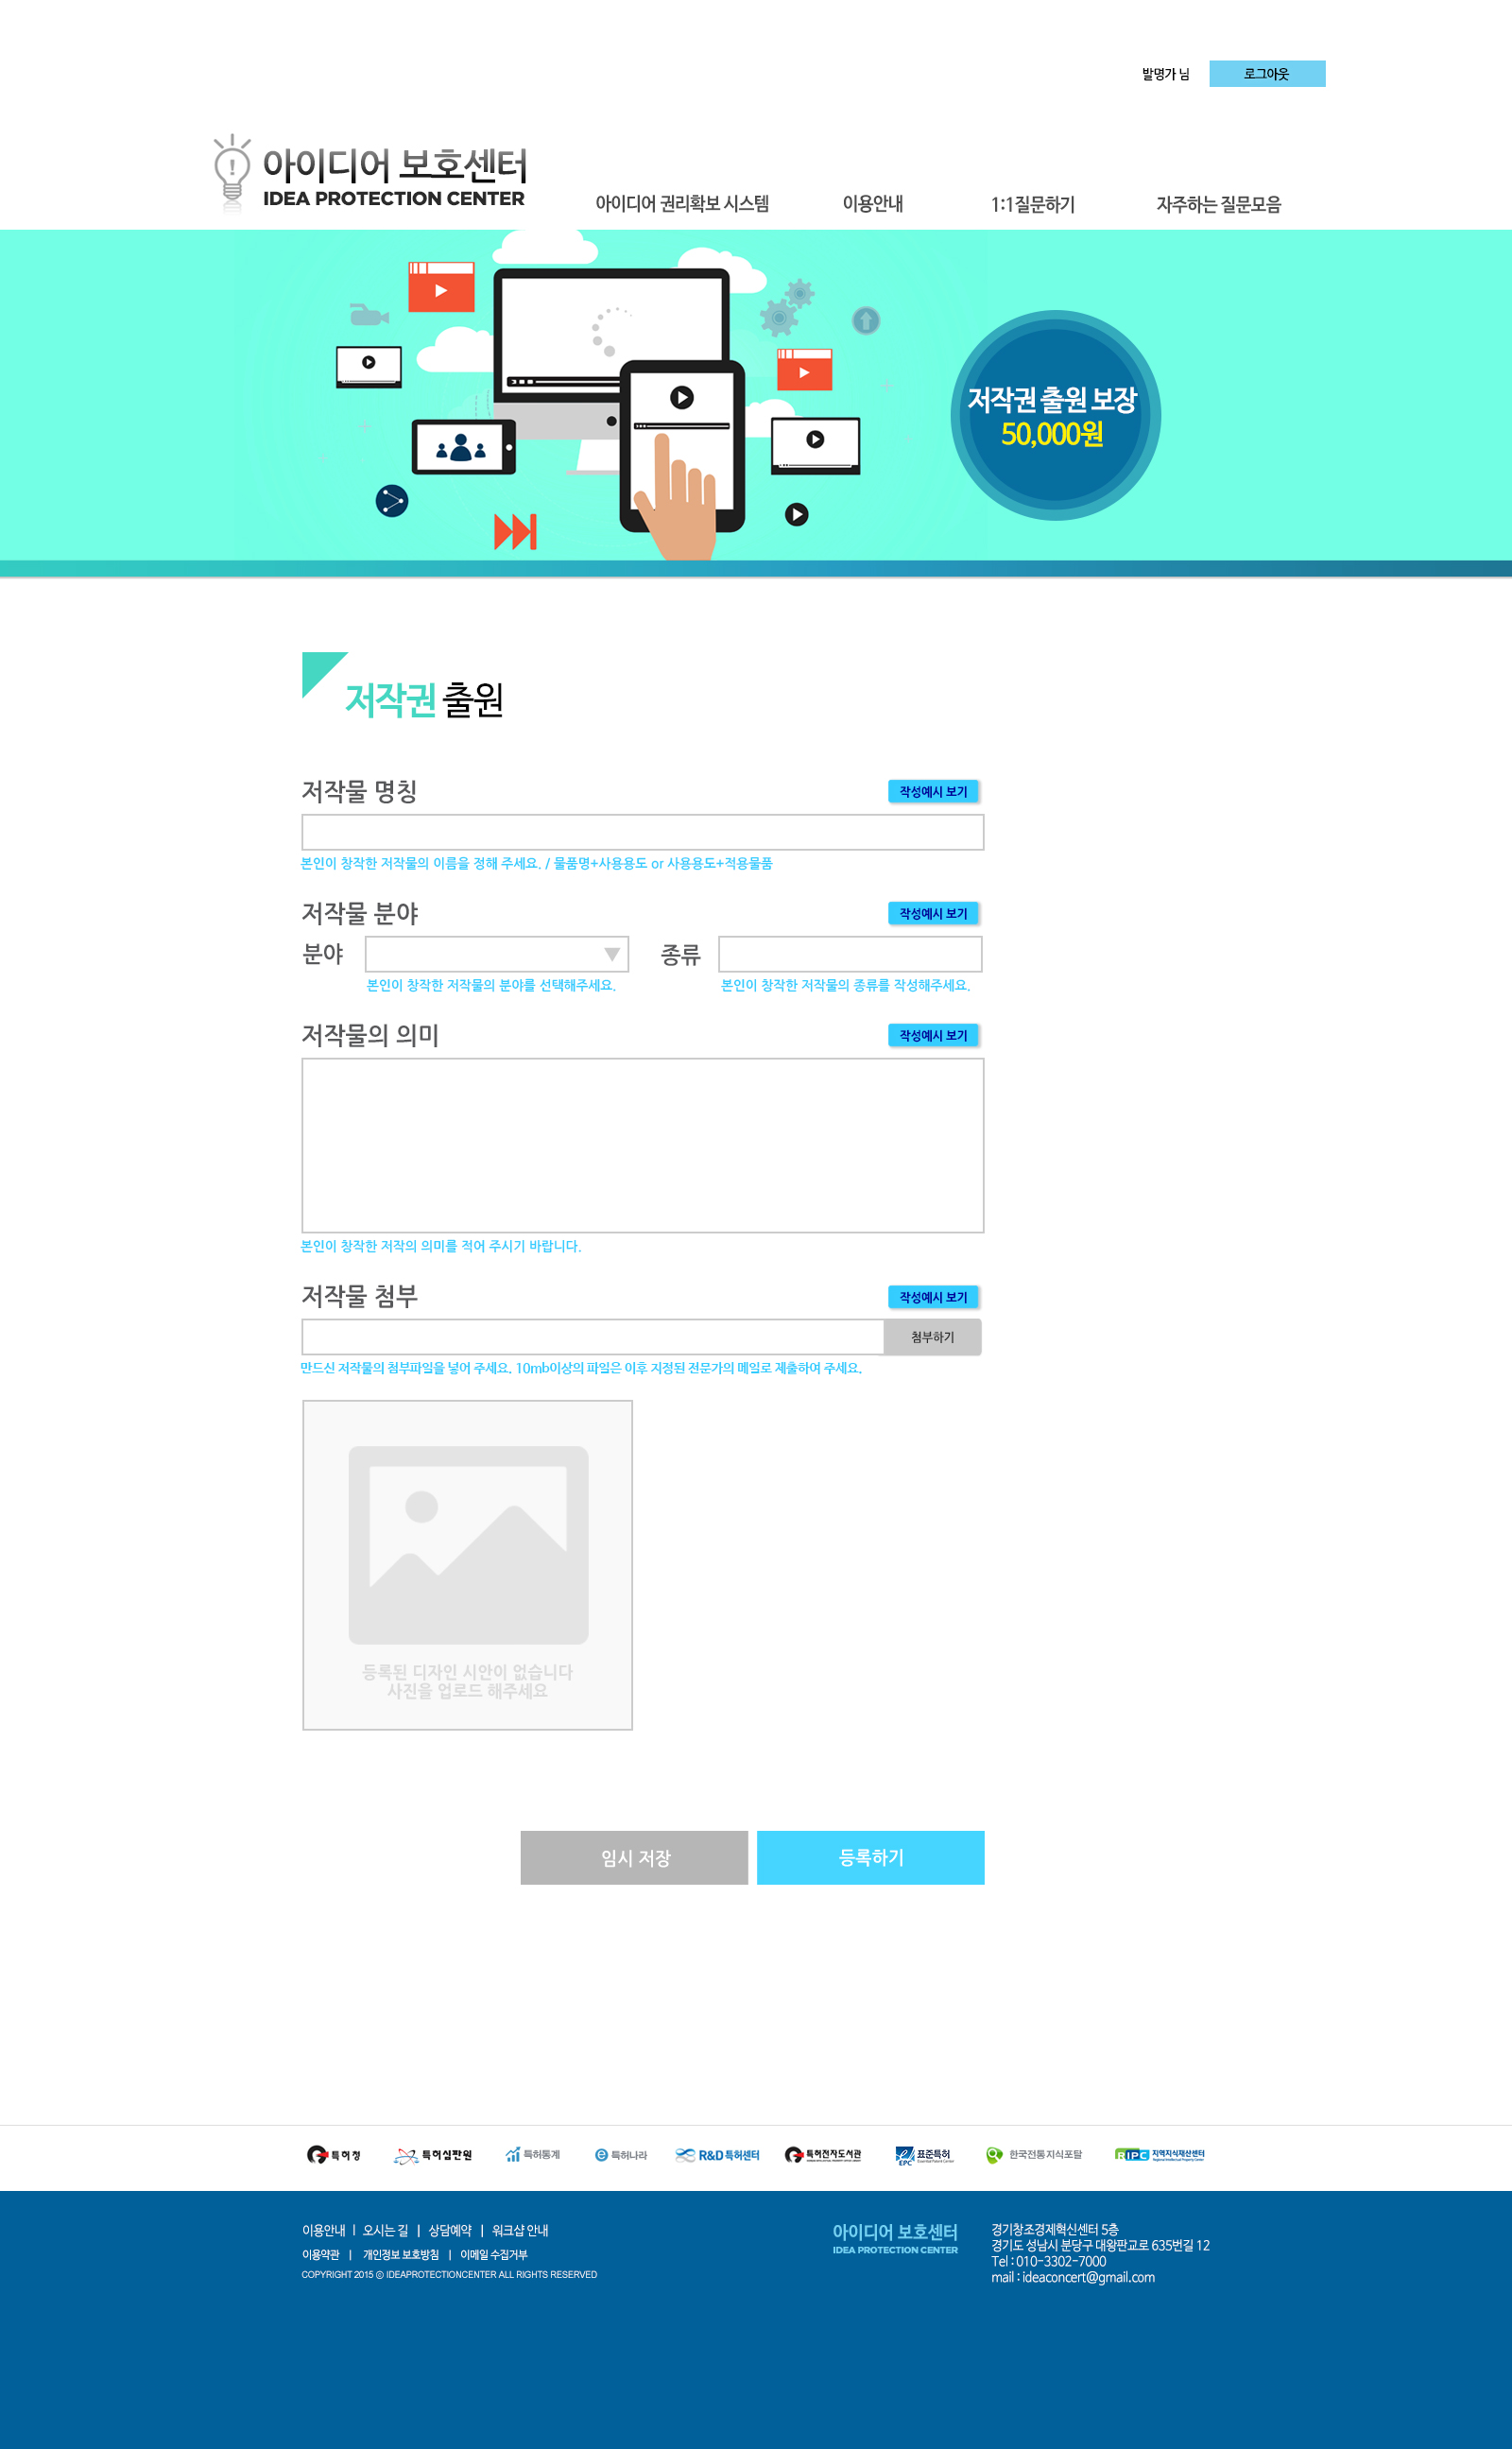 발명가 님
로그아웃
아이디어 보호센터
IDEA PROTECTION CENTER
아이디어 권리확보 시스템
이용안내
1:1질문하기
자주하는 질문모음
저작권 출원 보장
50,000원
저작권 출원
저작물 명칭
작성예시 보기
본인이 창작한 저작물의 이름을 정해 주세요. / 물품명+사용용도 or 사용용도+적용물품
저작물 분야
작성예시 보기
분야
종류
본인이 창작한 저작물의 분야를 선택해주세요.
본인이 창작한 저작물의 종류를 작성해주세요.
저작물의 의미
작성예시 보기
본인이 창작한 저작의 의미를 적어 주시기 바랍니다.
저작물 첨부
작성예시 보기
첨부하기
만드신 저작물의 첨부파일을 넣어 주세요. 10mb이상의 파일은 이후 지정된 전문가의 메일로 제출하여 주세요.
등록된 디자인 시안이 없습니다
사진을 업로드 해주세요
임시 저장
등록하기
특허청
특허심판원
특허통계
특허나라
R&D 특허센터
특허전자도서관
표준특허
EPC
한국전통지식포탈
RIPC 지역지식재산센터
이용안내 | 오시는 길 | 상담예약 | 워크샵 안내
이용약관 | 개인정보 보호방침 | 이메일 수집거부
COPYRIGHT 2015 © IDEAPROTECTIONCENTER ALL RIGHTS RESERVED
아이디어 보호센터
IDEA PROTECTION CENTER
경기창조경제혁신센터 5층
경기도 성남시 분당구 대왕판교로 635번길 12
Tel : 010-3302-7000
mail : ideaconcert@gmail.com